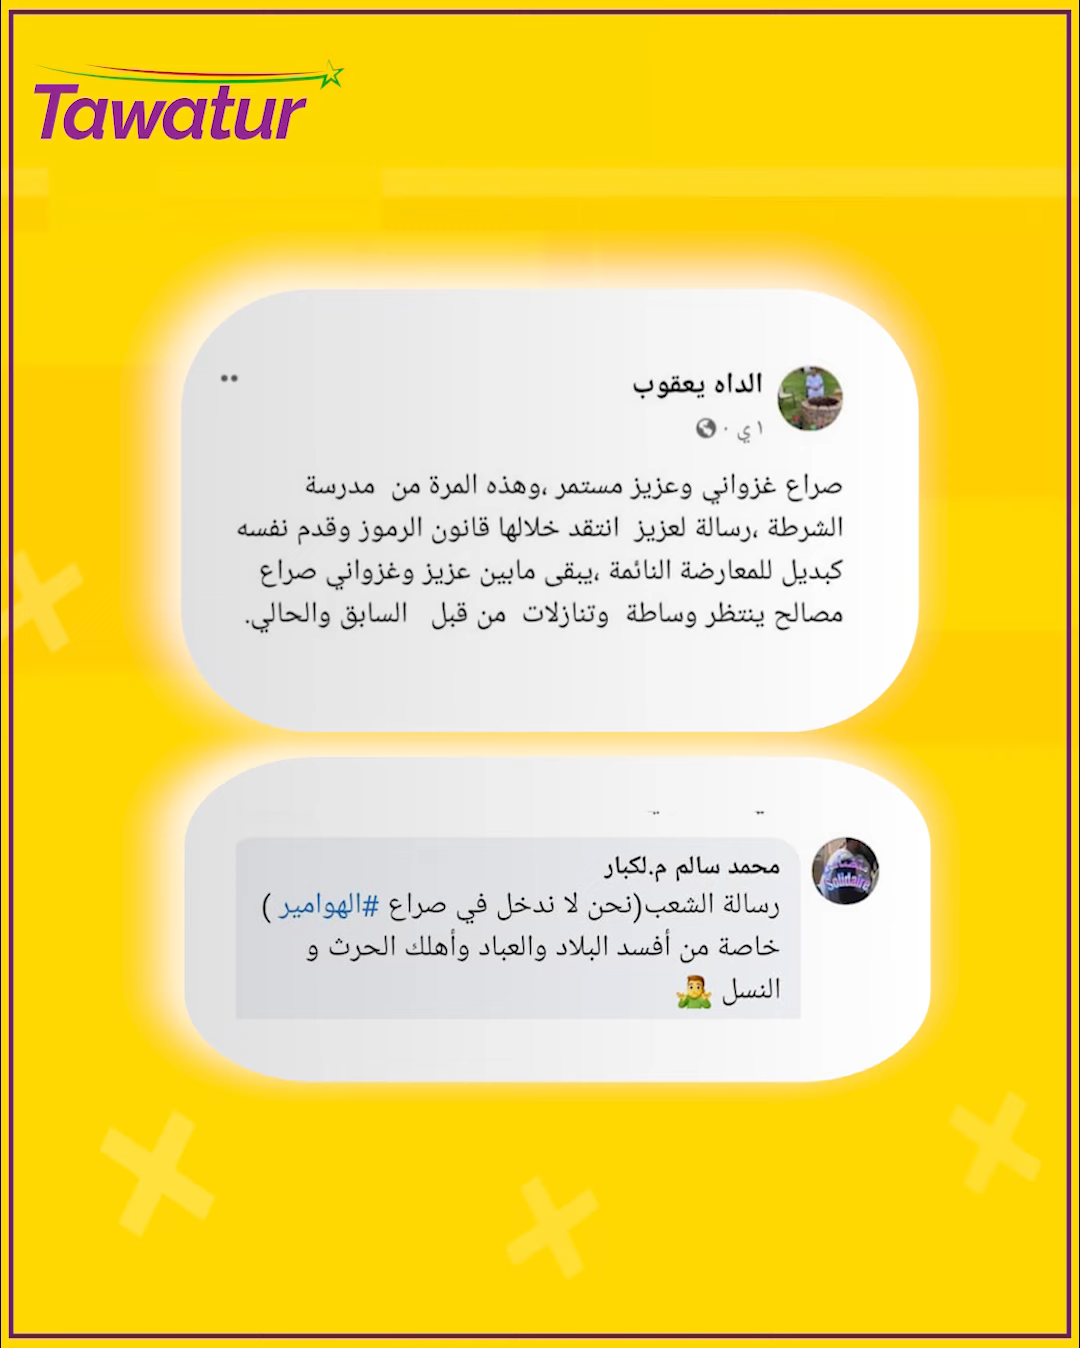 Tawatur
الداه يعقوب
١ ي ·
صراع غزواني وعزيز مستمر ،وهذه المرة من مدرسة
الشرطة ،رسالة لعزيز انتقد خلالها قانون الرموز وقدم نفسه
كبديل للمعارضة النائمة ،يبقى مابين عزيز وغزواني صراع
مصالح ينتظر وساطة وتنازلات من قبل السابق والحالي.
محمد سالم م.لكبار
رسالة الشعب(نحن لا ندخل في صراع #الهوامير )
خاصة من أفسد البلاد والعباد وأهلك الحرث و
النسل 🤷‍♂️
Solidaire